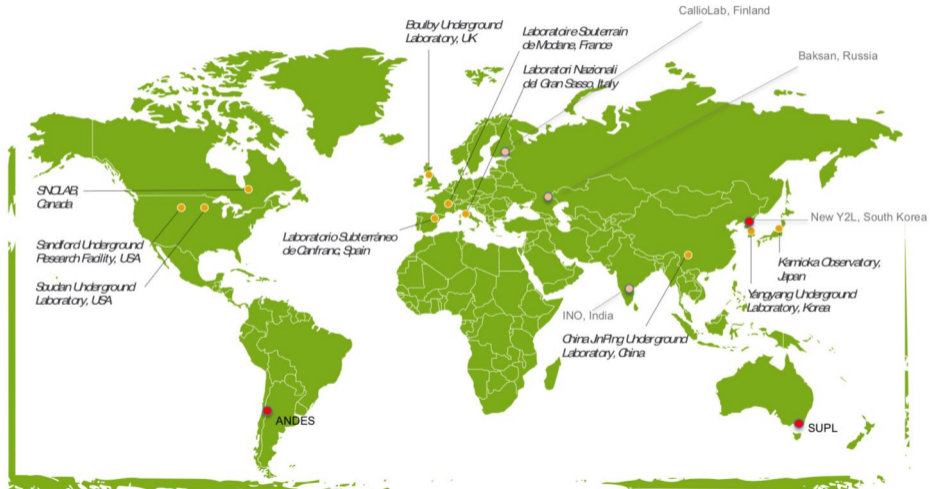 CallioLab, Finland
Boulby Underground
Laboratory, UK
Laboratoire Souterrain
de Modane, France
Baksan, Russia
Laboratori Nazionali
del Gran Sasso, Italy
SNOLAB,
Canada
New Y2L, South Korea
Laboratorio Subterráneo
de Canfranc, Spain
Sandford Underground
Research Facility, USA
Kamioka Observatory,
Japan
Soudan Underground
Laboratory, USA
Yangyang Underground
Laboratory, Korea
INO, India
China JinPing Underground
Laboratory, China
ANDES
SUPL